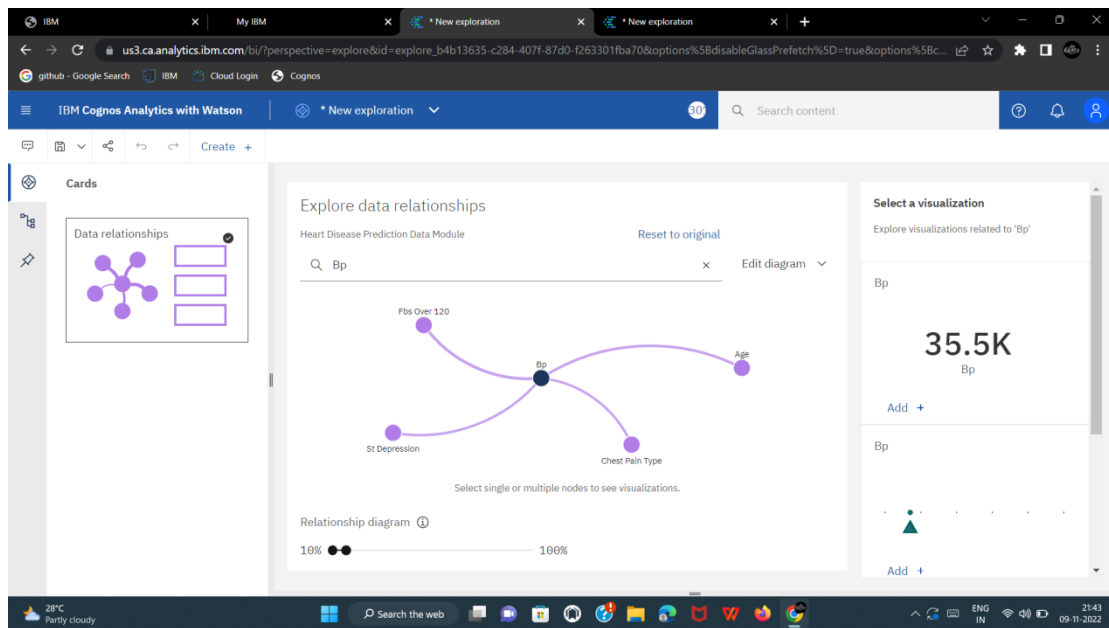 IBM
My IBM
* New exploration
* New exploration
us3.ca.analytics.ibm.com/bi/?perspective=explore&id=explore_b4b13635-c284-407f-87d0-f263301fba70&options%5BdisableGlassPrefetch%5D=true&options%5Bc...
github - Google Search
IBM
Cloud Login
Cognos
IBM Cognos Analytics with Watson
* New exploration
Search content
Create +
Cards
Data relationships
Explore data relationships
Heart Disease Prediction Data Module
Reset to original
Bp
Edit diagram
Fbs Over 120
Bp
Age
St Depression
Chest Pain Type
Select single or multiple nodes to see visualizations.
Relationship diagram
10%
100%
Select a visualization
Explore visualizations related to 'Bp'
Bp
35.5K
Bp
Add +
Bp
Add +
28°C
Partly cloudy
Search the web
ENG
IN
21:43
09-11-2022